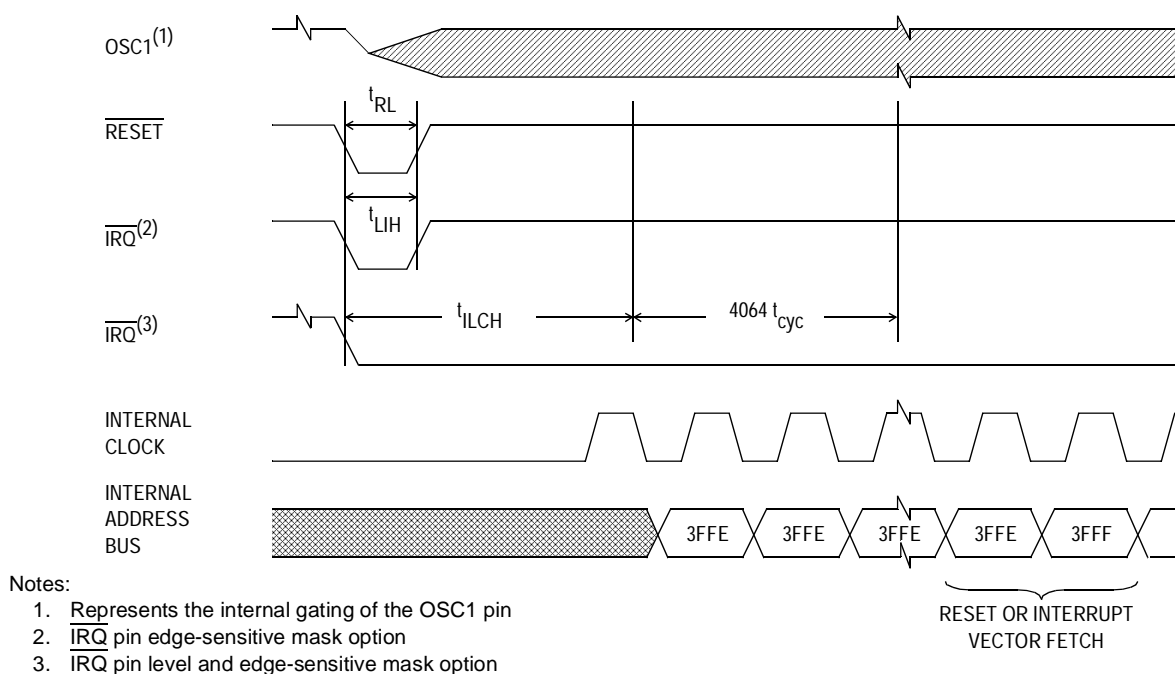 OSC1(1)
tRL
RESET
tLIH
IRQ(2)
tILCH
4064 tcyc
IRQ(3)
INTERNAL
CLOCK
INTERNAL
ADDRESS
BUS
3FFE 3FFE 3FFE 3FFE 3FFF
RESET OR INTERRUPT
VECTOR FETCH
Notes:
1. Represents the internal gating of the OSC1 pin
2. IRQ pin edge-sensitive mask option
3. IRQ pin level and edge-sensitive mask option